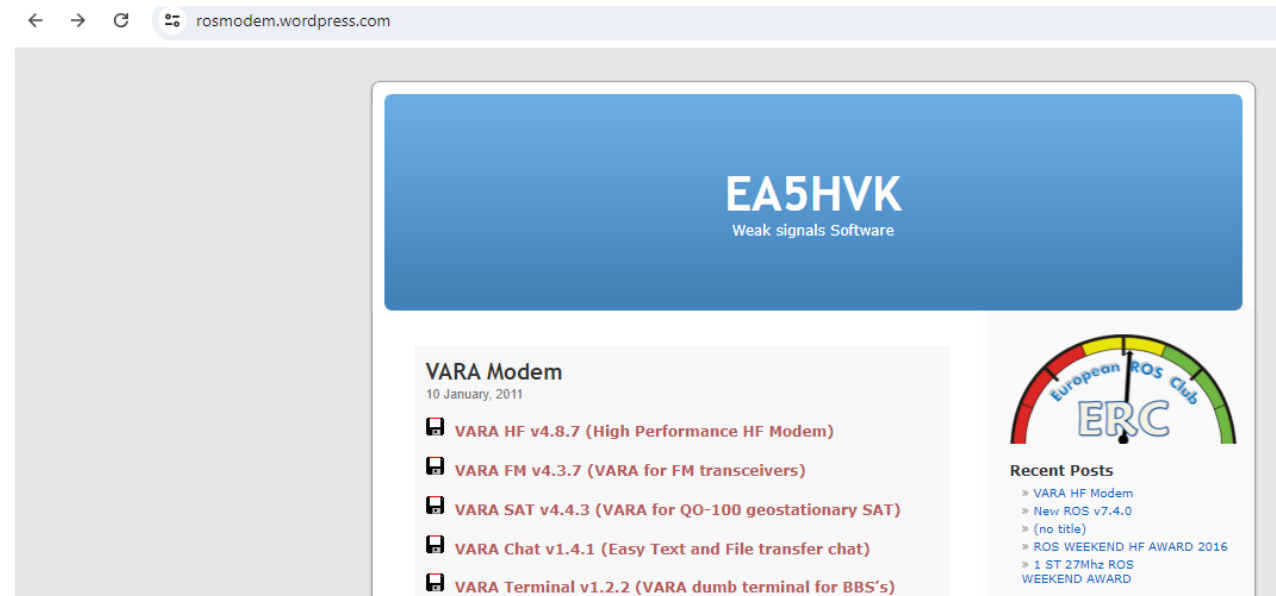 rosmodem.wordpress.com
EA5HVK
Weak signals Software
VARA Modem
10 January, 2011
VARA HF v4.8.7 (High Performance HF Modem)
VARA FM v4.3.7 (VARA for FM transceivers)
VARA SAT v4.4.3 (VARA for QO-100 geostationary SAT)
VARA Chat v1.4.1 (Easy Text and File transfer chat)
VARA Terminal v1.2.2 (VARA dumb terminal for BBS’s)
European ROS Club
ERC
Recent Posts
» VARA HF Modem
» New ROS v7.4.0
» (no title)
» ROS WEEKEND HF AWARD 2016
» 1 ST 27Mhz ROS
WEEKEND AWARD